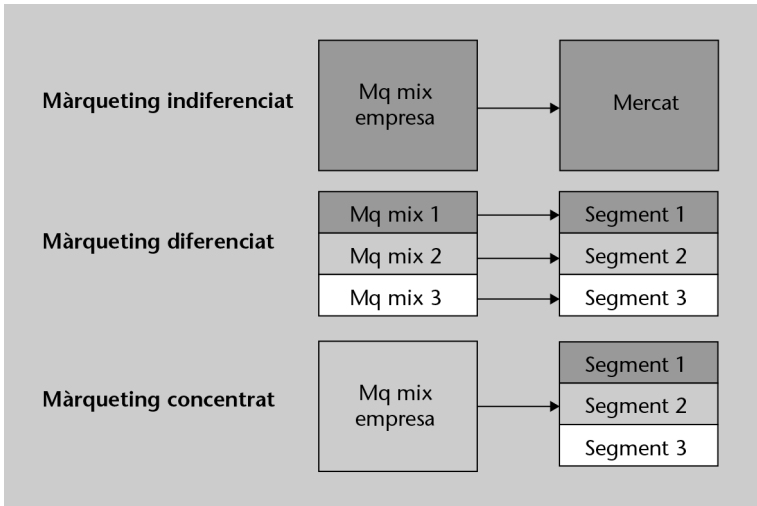 Màrqueting indiferenciat
Mq mix
empresa
Mercat
Màrqueting diferenciat
Mq mix 1
Segment 1
Mq mix 2
Segment 2
Mq mix 3
Segment 3
Màrqueting concentrat
Mq mix
empresa
Segment 1
Segment 2
Segment 3